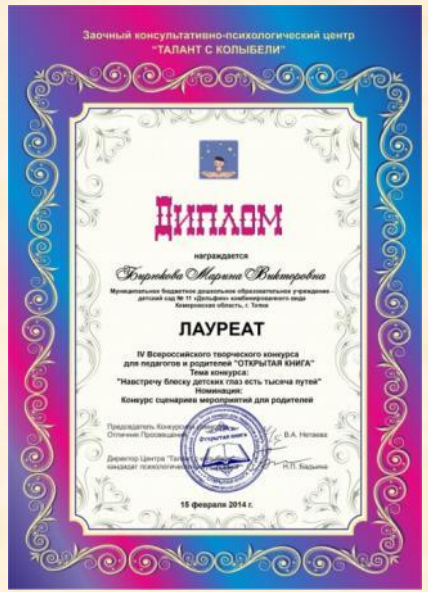 Заочный консультативно-психологический центр
"ТАЛАНТ С КОЛЫБЕЛИ"
ДИПЛОМ
награждается
Бирюкова Марина Викторовна
Муниципальное бюджетное дошкольное образовательное учреждение -
детский сад № 11 «Дельфин» комбинированного вида
Кемеровская область, г. Топки
ЛАУРЕАТ
IV Всероссийского творческого конкурса
для педагогов и родителей "ОТКРЫТАЯ КНИГА"
Тема конкурса:
"Навстречу блеску детских глаз есть тысяча путей"
Номинация:
Конкурс сценариев мероприятий для родителей
Председатель Конкурсной
Отличник Просвещения В.А. Нетаева
Открытая книга
Директор Центра "Талант с
кандидат психологических Н.П. Бадьина
15 февраля 2014 г.